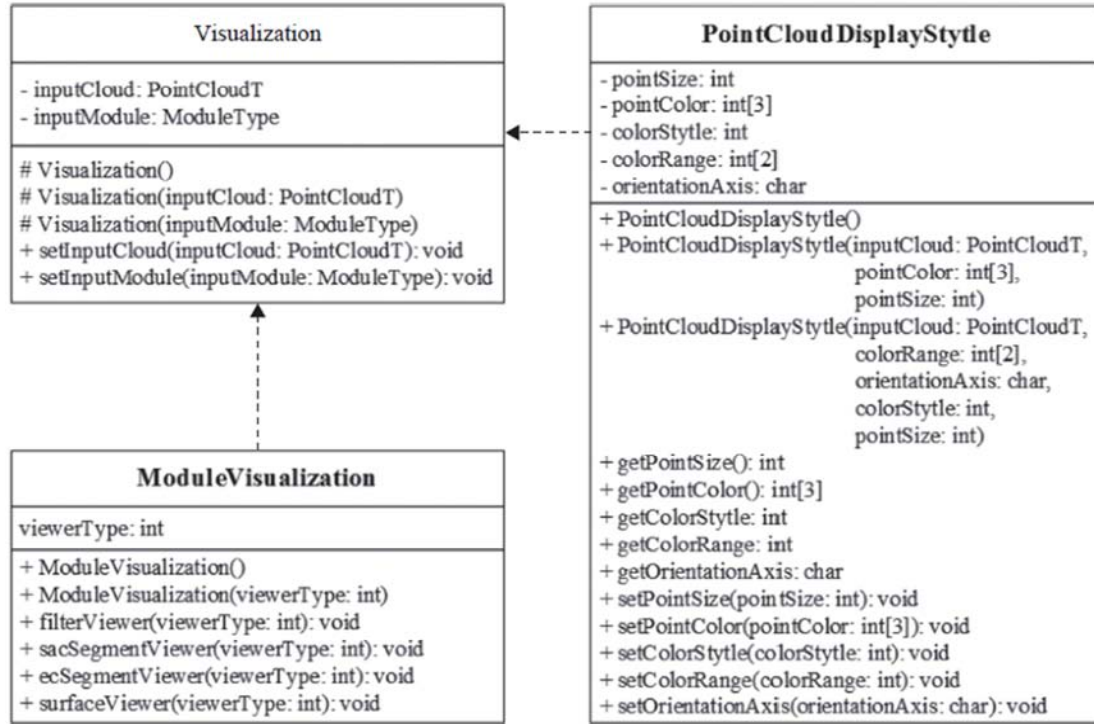 Visualization
- inputCloud: PointCloudT
- inputModule: ModuleType
# Visualization()
# Visualization(inputCloud: PointCloudT)
# Visualization(inputModule: ModuleType)
+ setInputCloud(inputCloud: PointCloudT): void
+ setInputModule(inputModule: ModuleType): void
ModuleVisualization
viewerType: int
+ ModuleVisualization()
+ ModuleVisualization(viewerType: int)
+ filterViewer(viewerType: int): void
+ sacSegmentViewer(viewerType: int): void
+ ecSegmentViewer(viewerType: int): void
+ surfaceViewer(viewerType: int): void
PointCloudDisplayStytle
- pointSize: int
- pointColor: int[3]
- colorStytle: int
- colorRange: int[2]
- orientationAxis: char
+ PointCloudDisplayStytle()
+ PointCloudDisplayStytle(inputCloud: PointCloudT,
pointColor: int[3],
pointSize: int)
+ PointCloudDisplayStytle(inputCloud: PointCloudT,
colorRange: int[2],
orientationAxis: char,
colorStytle: int,
pointSize: int)
+ getPointSize(): int
+ getPointColor(): int[3]
+ getColorStytle: int
+ getColorRange: int
+ getOrientationAxis: char
+ setPointSize(pointSize: int): void
+ setPointColor(pointColor: int[3]): void
+ setColorStytle(colorStytle: int): void
+ setColorRange(colorRange: int): void
+ setOrientationAxis(orientationAxis: char): void